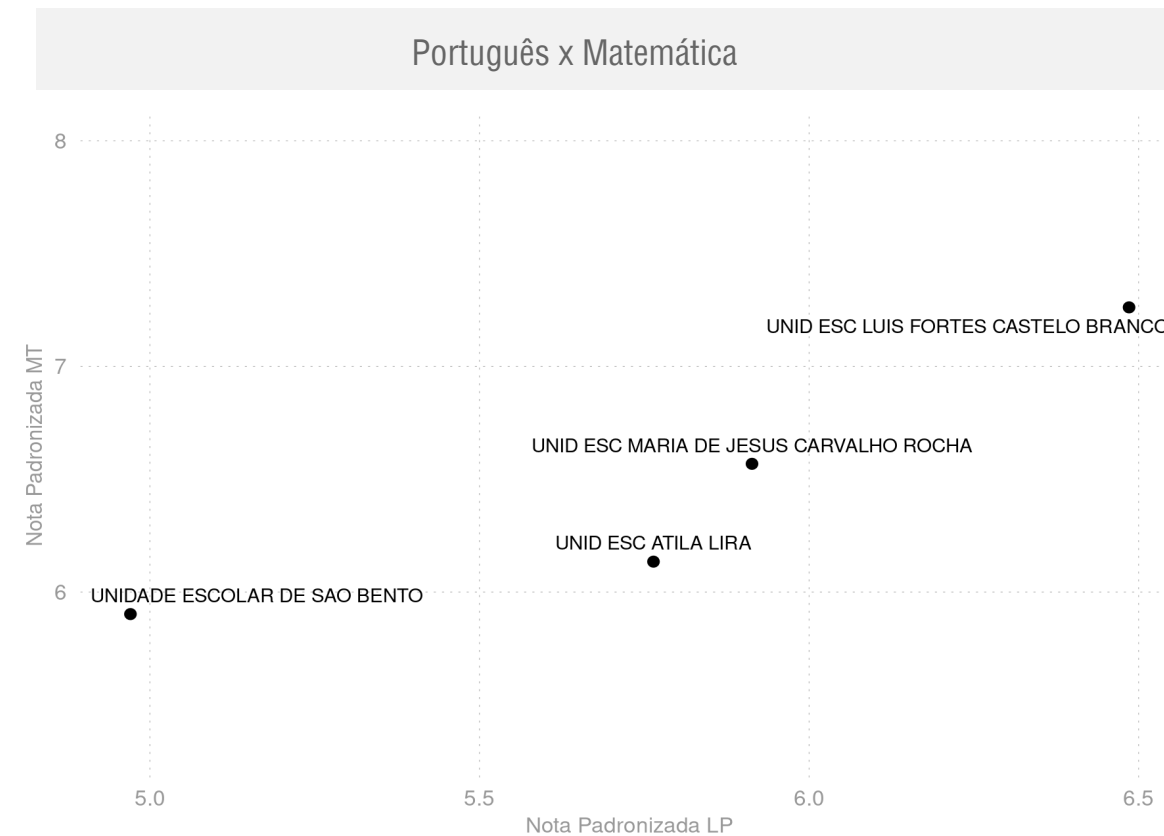 Português x Matemática
8
UNID ESC LUIS FORTES CASTELO BRANCO
7
Nota Padronizada MT
UNID ESC MARIA DE JESUS CARVALHO ROCHA
UNID ESC ATILA LIRA
6
UNIDADE ESCOLAR DE SAO BENTO
5.0 5.5 6.0 6.5
Nota Padronizada LP